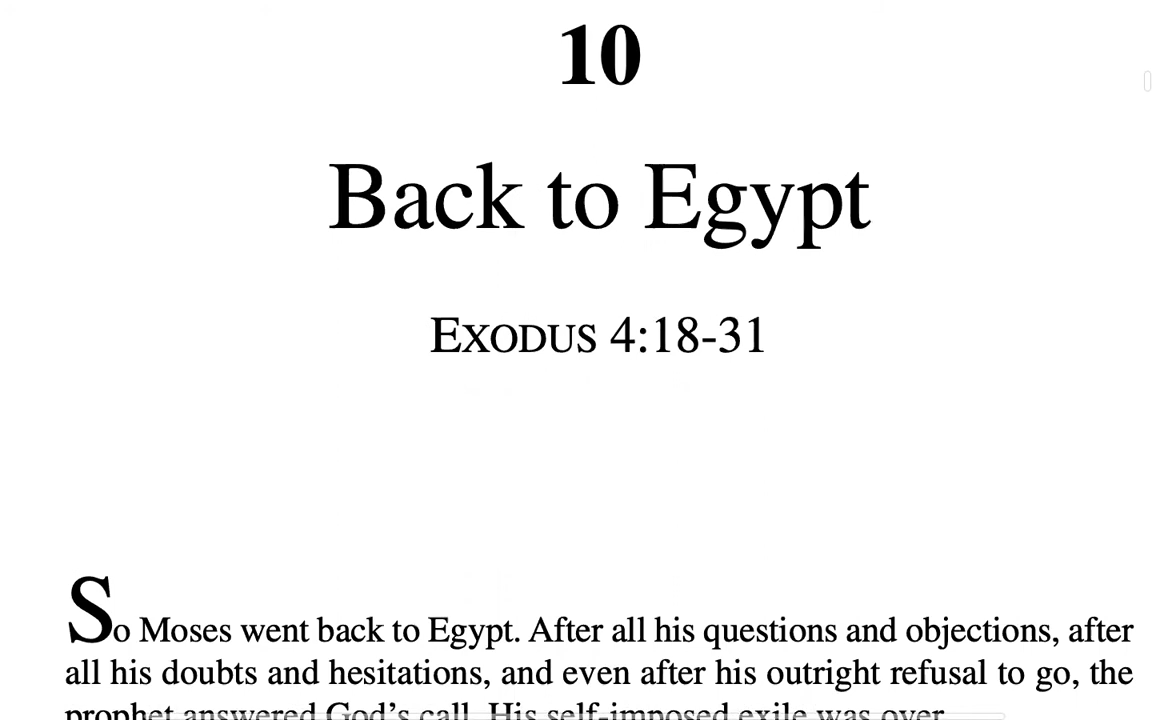 10
Back to Egypt
EXODUS 4:18-31
So Moses went back to Egypt. After all his questions and objections, after
all his doubts and hesitations, and even after his outright refusal to go, the
prophet answered God’s call. His self-imposed exile was over.